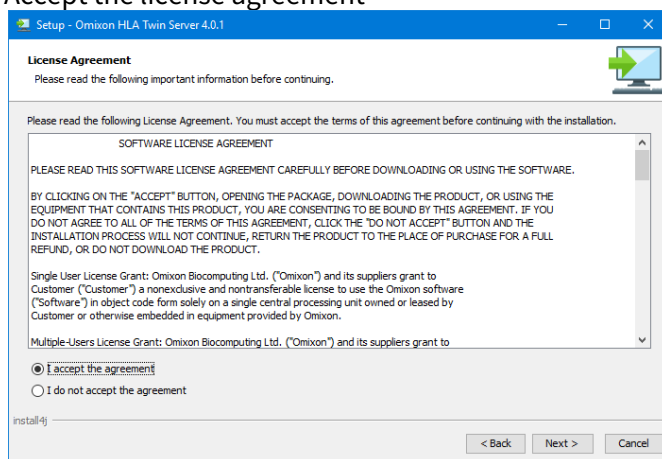 Accept the license agreement
Setup - Omixon HLA Twin Server 4.0.1
License Agreement
Please read the following important information before continuing.
Please read the following License Agreement. You must accept the terms of this agreement before continuing with the installation.
SOFTWARE LICENSE AGREEMENT
PLEASE READ THIS SOFTWARE LICENSE AGREEMENT CAREFULLY BEFORE DOWNLOADING OR USING THE SOFTWARE.
BY CLICKING ON THE "ACCEPT" BUTTON, OPENING THE PACKAGE, DOWNLOADING THE PRODUCT, OR USING THE
EQUIPMENT THAT CONTAINS THIS PRODUCT, YOU ARE CONSENTING TO BE BOUND BY THIS AGREEMENT. IF YOU
DO NOT AGREE TO ALL OF THE TERMS OF THIS AGREEMENT, CLICK THE "DO NOT ACCEPT" BUTTON AND THE
INSTALLATION PROCESS WILL NOT CONTINUE, RETURN THE PRODUCT TO THE PLACE OF PURCHASE FOR A FULL
REFUND, OR DO NOT DOWNLOAD THE PRODUCT.
Single User License Grant: Omixon Biocomputing Ltd. ("Omixon") and its suppliers grant to
Customer ("Customer") a nonexclusive and nontransferable license to use the Omixon software
("Software") in object code form solely on a single central processing unit owned or leased by
Customer or otherwise embedded in equipment provided by Omixon.
Multiple-Users License Grant: Omixon Biocomputing Ltd. ("Omixon") and its suppliers grant to
I accept the agreement
I do not accept the agreement
install4j
< Back Next > Cancel